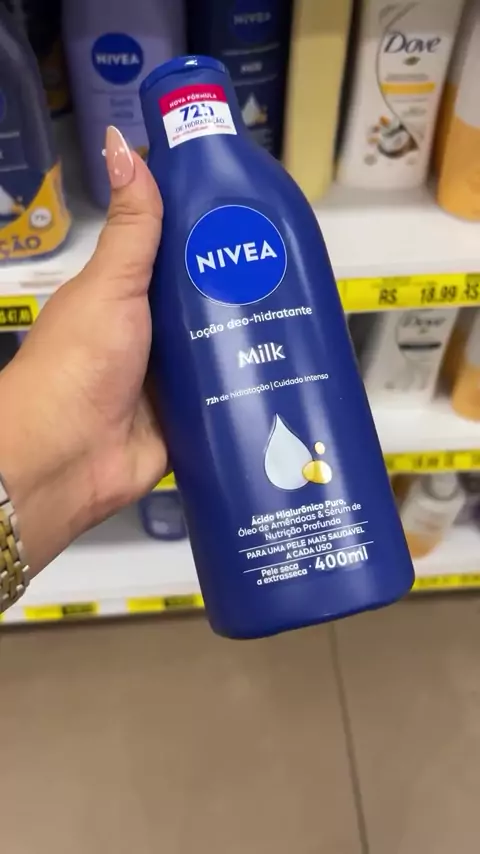 NIVEA
Dove
NOVA FÓRMULA
72h
DE HIDRATAÇÃO
NIVEA
Loção deo-hidratante
Milk
72h de hidratação | Cuidado intenso
Ácido Hialurônico Puro,
Óleo de Amêndoas & Sérum de
Nutrição Profunda
PARA UMA PELE MAIS SAUDÁVEL
A CADA USO
Pele seca
a extrasseca · 400ml
RS 18.99
Dove